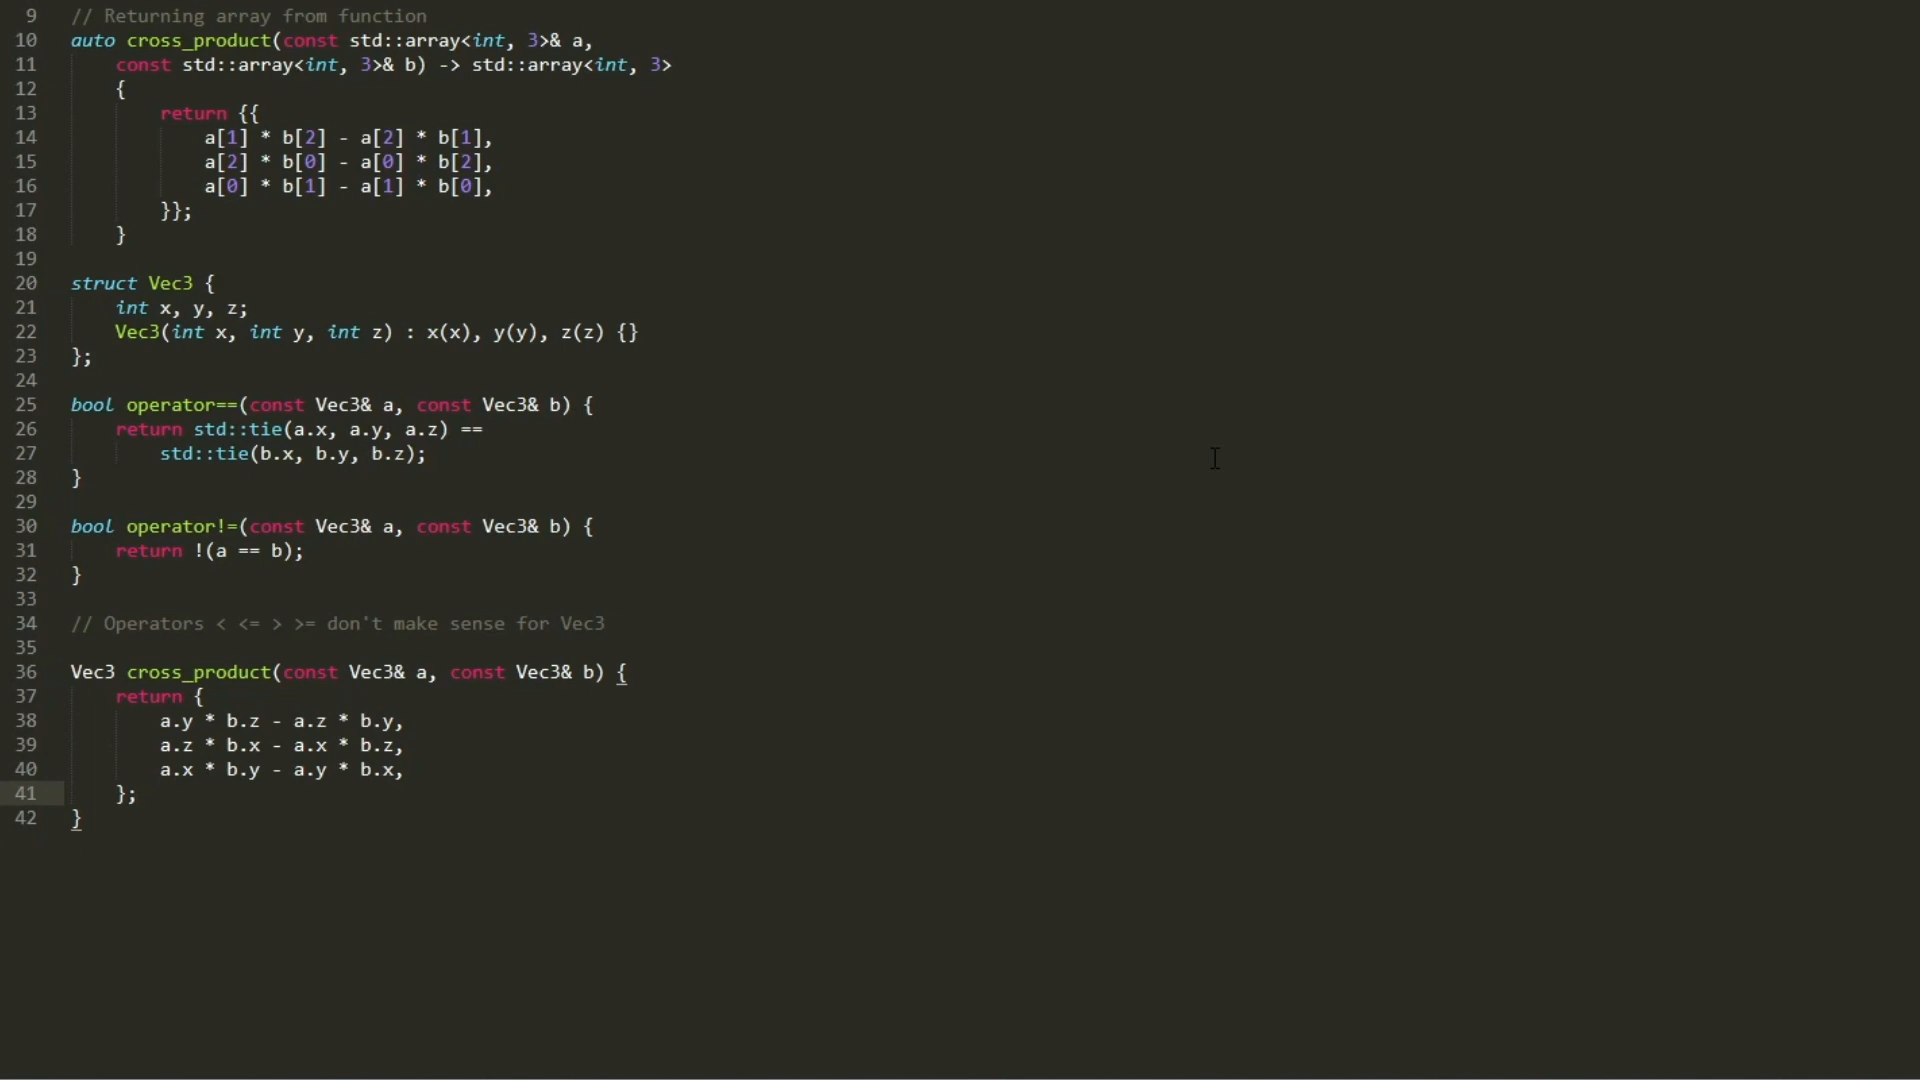 9 // Returning array from function
10 auto cross_product(const std::array<int, 3>& a,
11     const std::array<int, 3>& b) -> std::array<int, 3>
12     {
13         return {{
14             a[1] * b[2] - a[2] * b[1],
15             a[2] * b[0] - a[0] * b[2],
16             a[0] * b[1] - a[1] * b[0],
17         }};
18     }
19
20 struct Vec3 {
21     int x, y, z;
22     Vec3(int x, int y, int z) : x(x), y(y), z(z) {}
23 };
24
25 bool operator==(const Vec3& a, const Vec3& b) {
26     return std::tie(a.x, a.y, a.z) ==
27         std::tie(b.x, b.y, b.z);
28 }
29
30 bool operator!=(const Vec3& a, const Vec3& b) {
31     return !(a == b);
32 }
33
34 // Operators < <= > >= don't make sense for Vec3
35
36 Vec3 cross_product(const Vec3& a, const Vec3& b) {
37     return {
38         a.y * b.z - a.z * b.y,
39         a.z * b.x - a.x * b.z,
40         a.x * b.y - a.y * b.x,
41     };
42 }